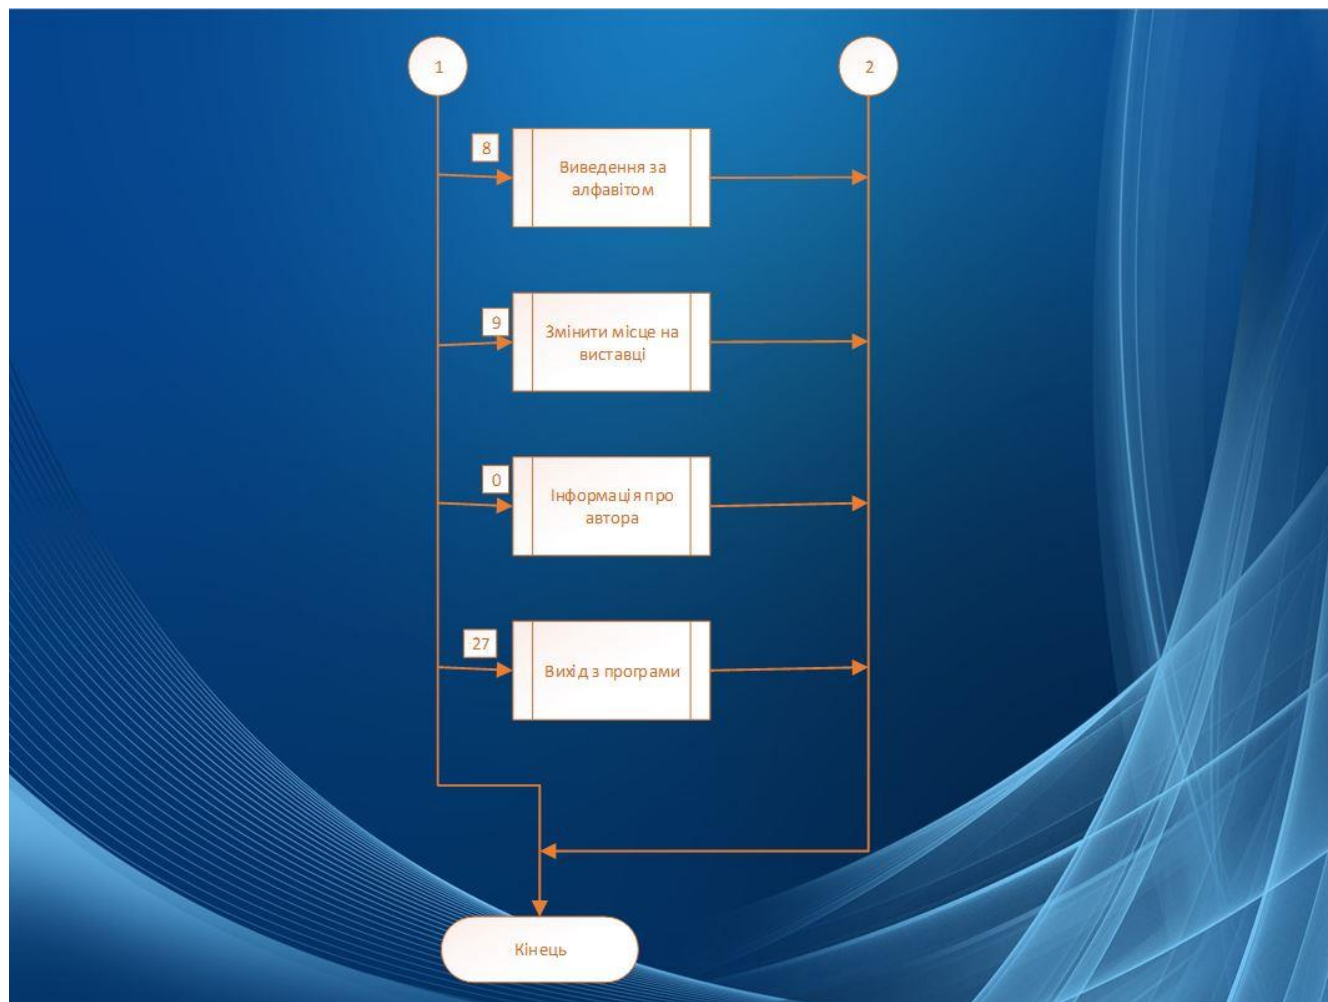 1
2
8
Виведення за
алфавітом
9
Змінити місце на
виставці
0
Інформація про
автора
27
Вихід з програми
Кінець